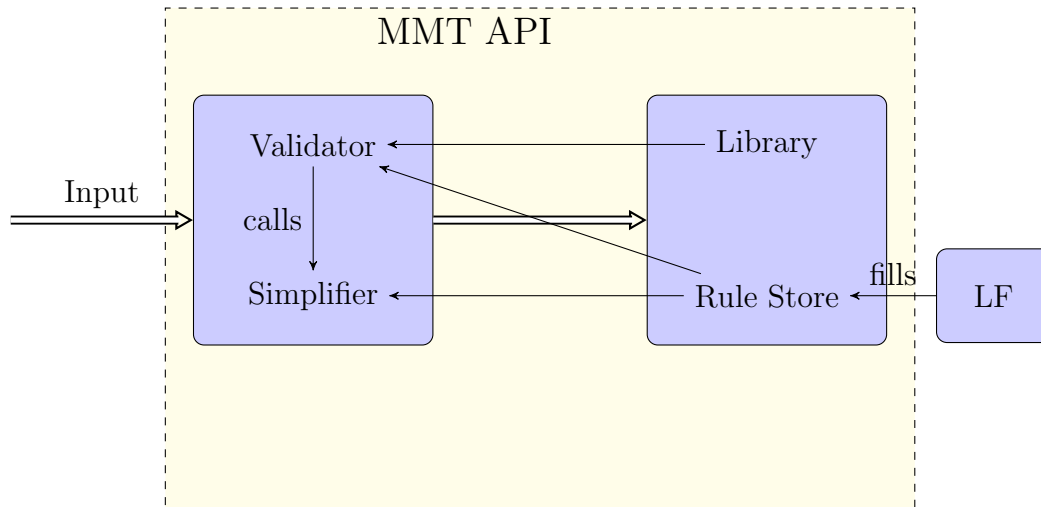 MMT API
Validator
Library
Input
calls
fills
Simplifier
Rule Store
LF